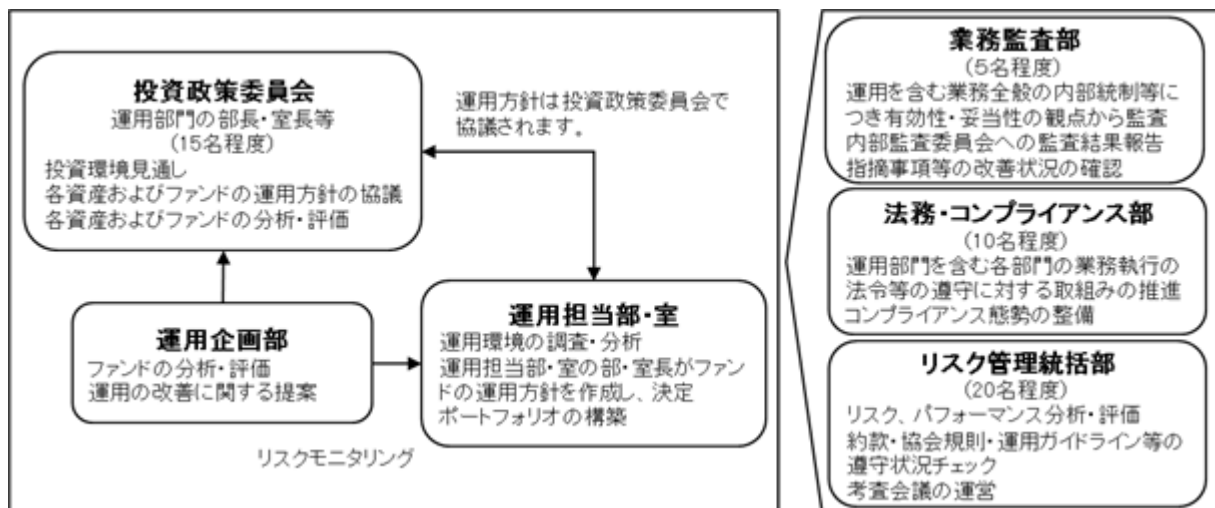 投資政策委員会
運用部門の部長・室長等
(15名程度)
投資環境見通し
各資産およびファンドの運用方針の協議
各資産およびファンドの分析・評価
運用方針は投資政策委員会で
協議されます。
運用企画部
ファンドの分析・評価
運用の改善に関する提案
運用担当部・室
運用環境の調査・分析
運用担当部・室の部・室長がファン
ドの運用方針を作成し、決定
ポートフォリオの構築
リスクモニタリング
業務監査部
(5名程度)
運用を含む業務全般の内部統制等に
つき有効性・妥当性の観点から監査
内部監査委員会への監査結果報告
指摘事項等の改善状況の確認
法務・コンプライアンス部
(10名程度)
運用部門を含む各部門の業務執行の
法令等の遵守に対する取組みの推進
コンプライアンス態勢の整備
リスク管理統括部
(20名程度)
リスク、パフォーマンス分析・評価
約款・協会規則・運用ガイドライン等の
遵守状況チェック
考査会議の運営